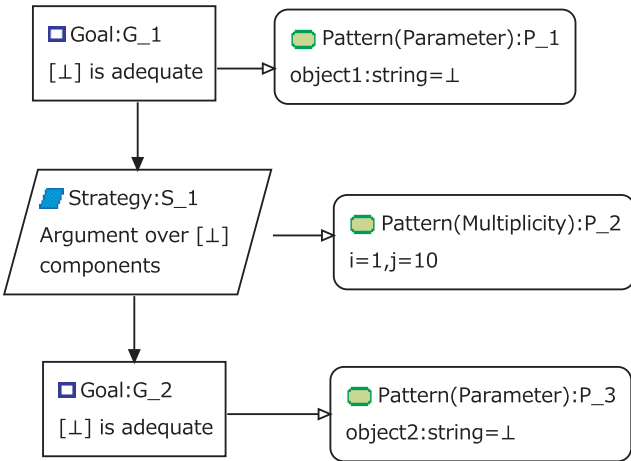 Goal:G_1
[⊥] is adequate
Pattern(Parameter):P_1
object1:string=⊥
Strategy:S_1
Argument over [⊥]
components
Pattern(Multiplicity):P_2
i=1,j=10
Goal:G_2
[⊥] is adequate
Pattern(Parameter):P_3
object2:string=⊥